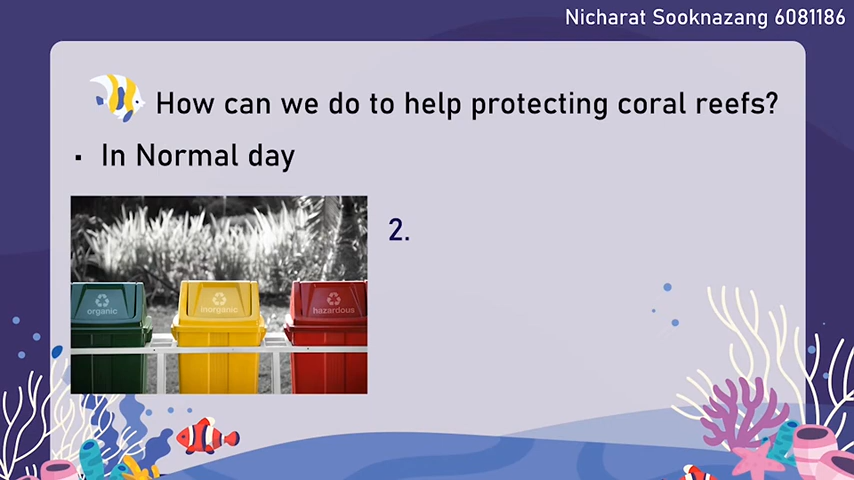 Nicharat Sooknazang 6081186
How can we do to help protecting coral reefs?
▪ In Normal day
2.
organic
inorganic
hazardous